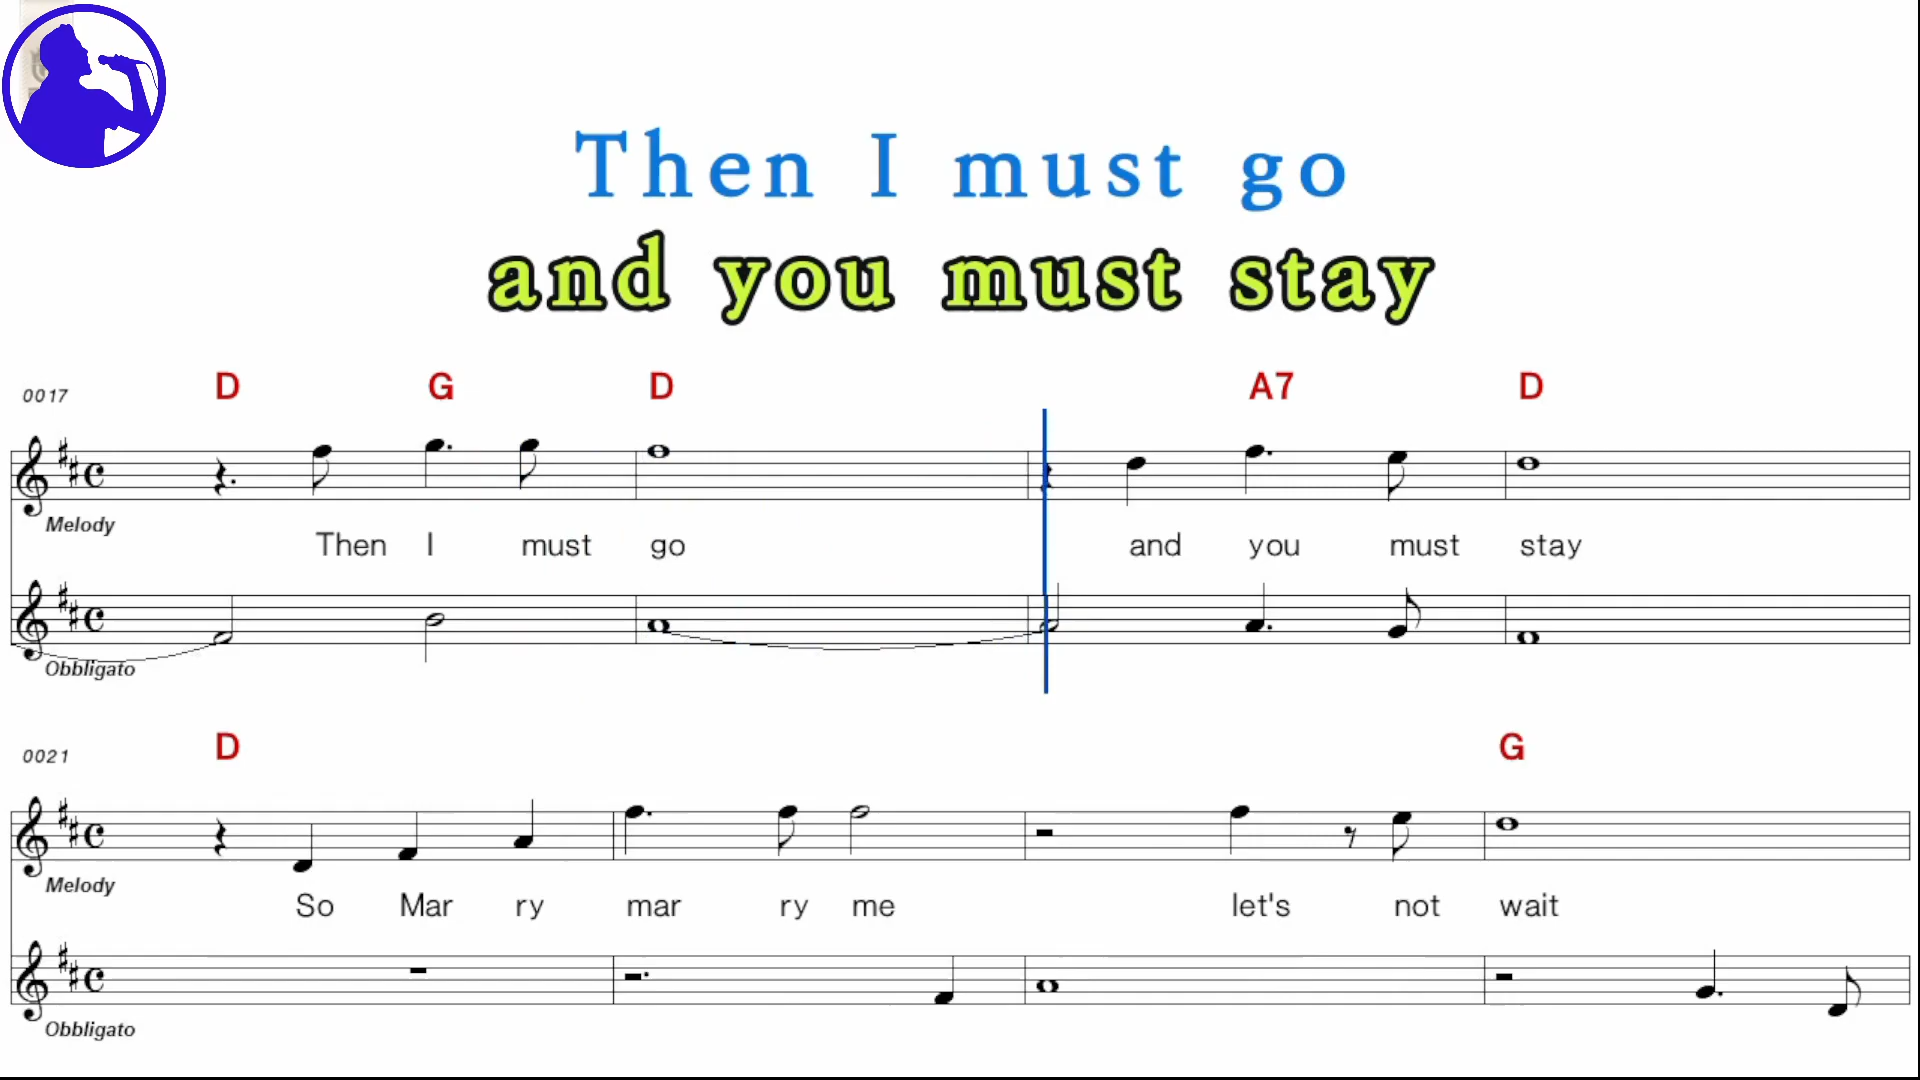 Then I must go
and you must stay
0017 D G D A7 D
Melody
Then I must go and you must stay
Obbligato
0021 D G
Melody
So Mar ry mar ry me let's not wait
Obbligato